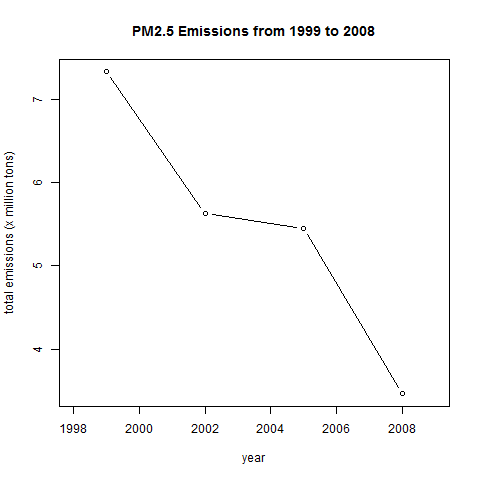 PM2.5 Emissions from 1999 to 2008
total emissions (x million tons)
7
6
5
4
1998 2000 2002 2004 2006 2008
year